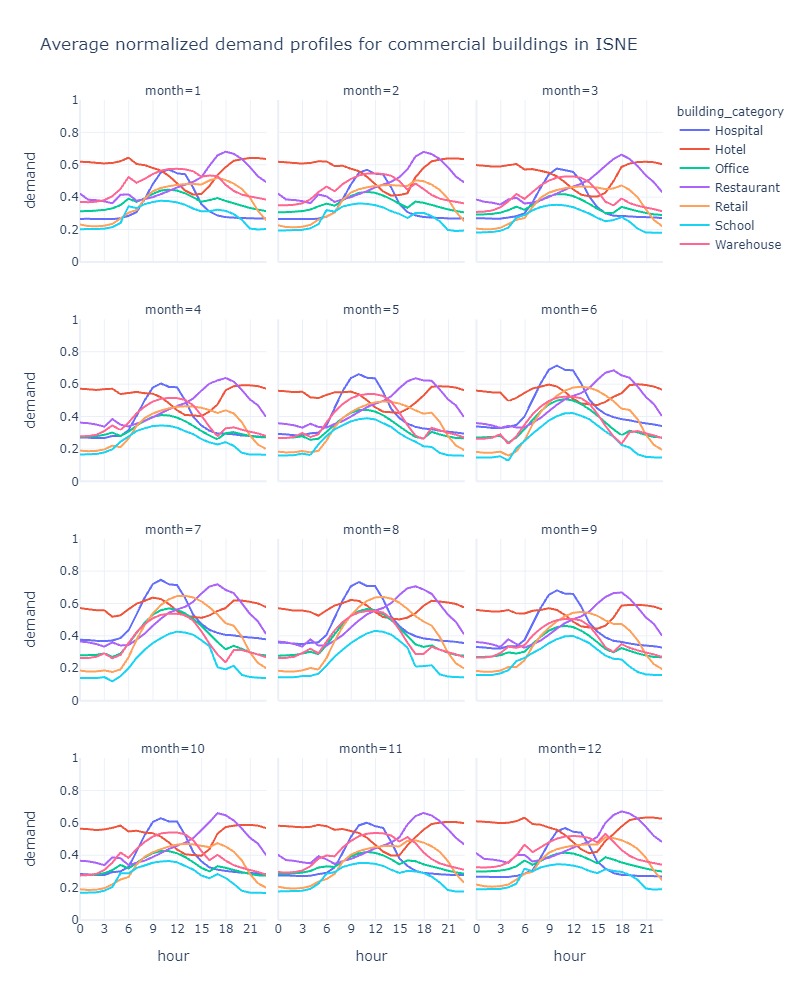 Average normalized demand profiles for commercial buildings in ISNE
month=1 month=2 month=3
building_category
Hospital
Hotel
Office
Restaurant
Retail
School
Warehouse
1
0.8
0.6
0.4
0.2
0
demand
month=4 month=5 month=6
1
0.8
0.6
0.4
0.2
0
demand
month=7 month=8 month=9
1
0.8
0.6
0.4
0.2
0
demand
month=10 month=11 month=12
1
0.8
0.6
0.4
0.2
0
demand
0 3 6 9 12 15 18 21 0 3 6 9 12 15 18 21 0 3 6 9 12 15 18 21
hour hour hour